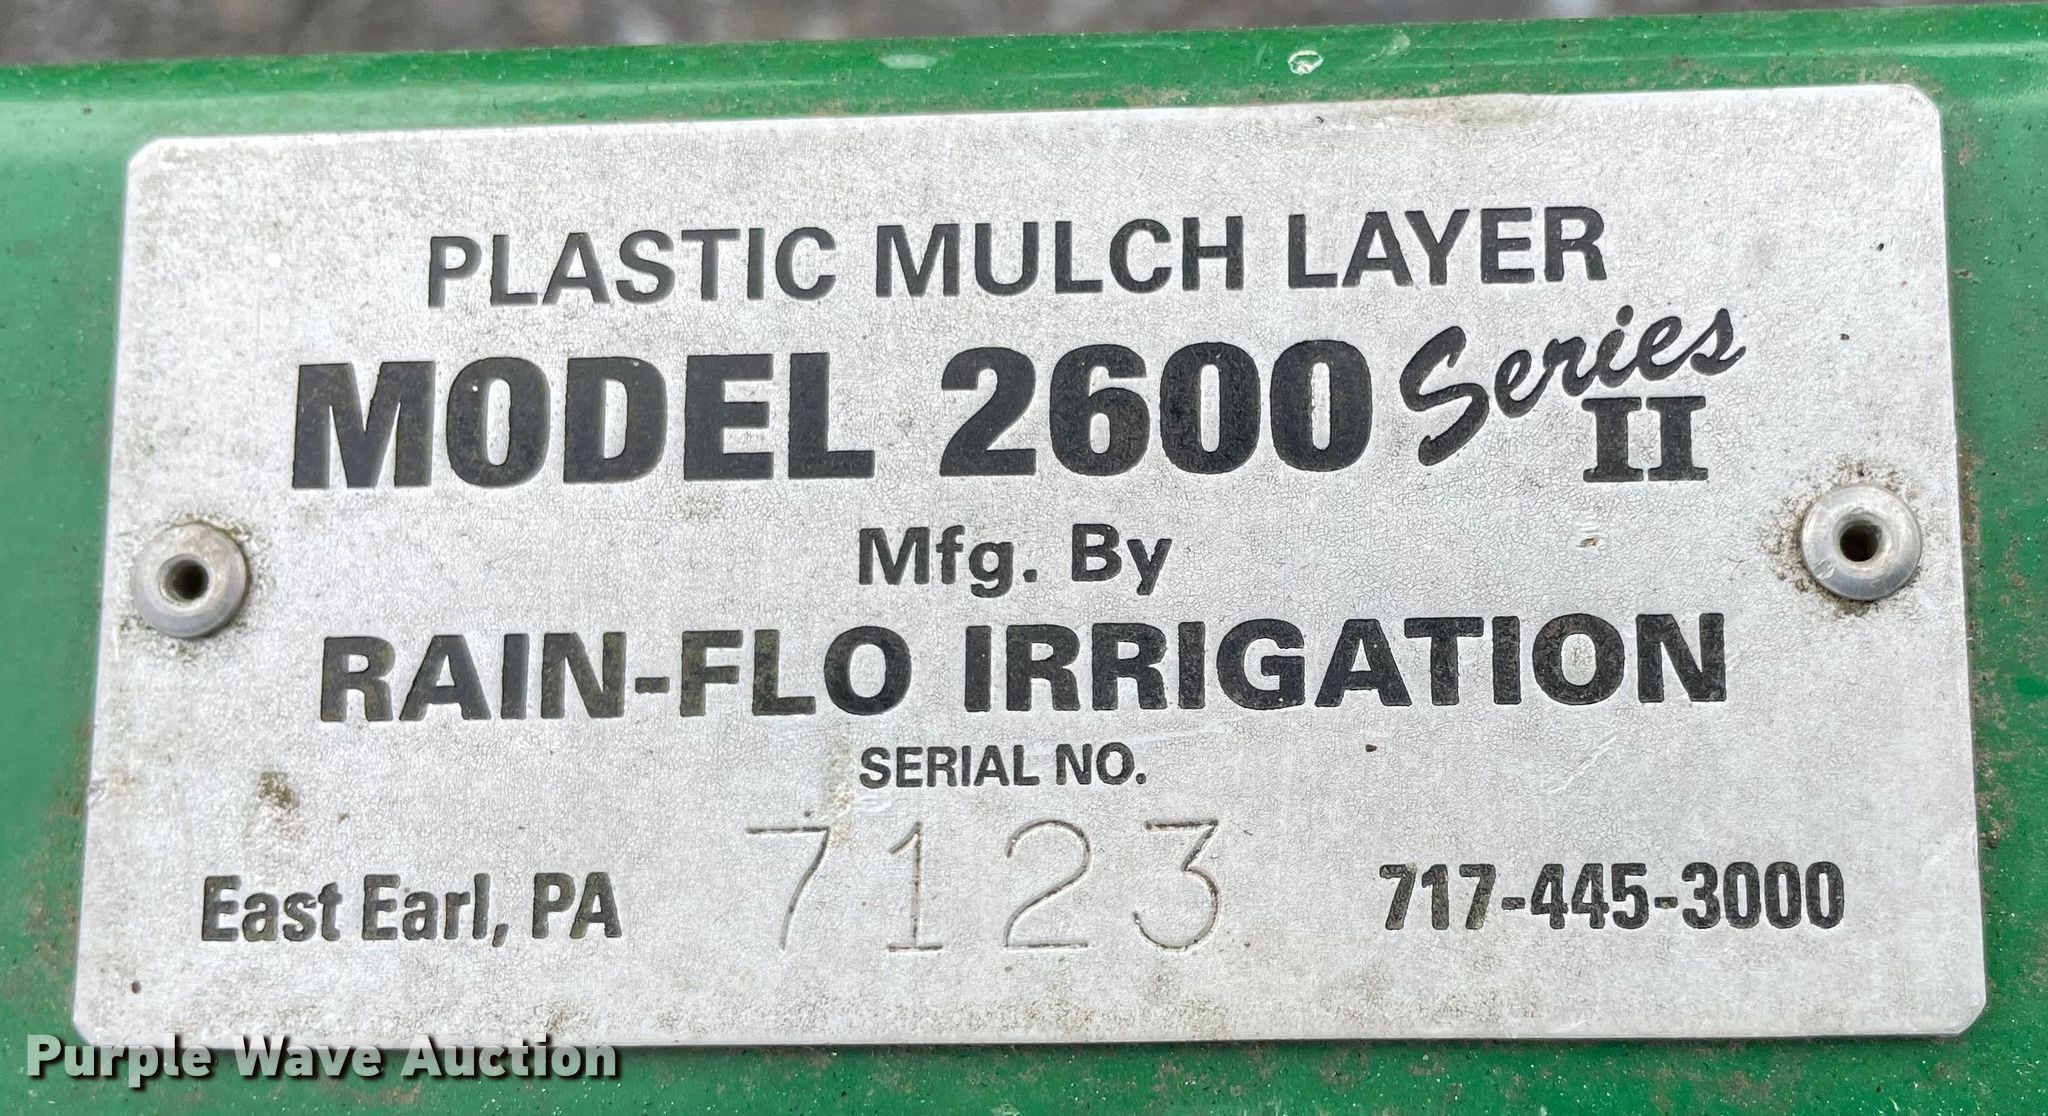 PLASTIC MULCH LAYER
MODEL 2600 Series II
Mfg. By
RAIN-FLO IRRIGATION
SERIAL NO.
East Earl, PA 7123 717-445-3000
Purple Wave Auction